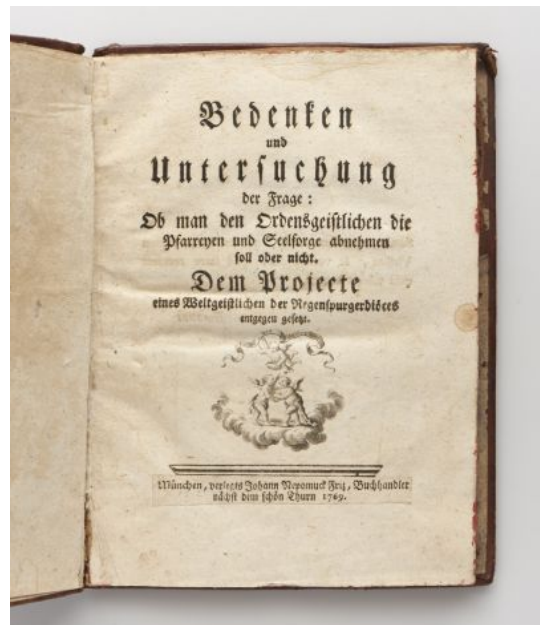 Bedenken
und
Untersuchung
der Frage:
Ob man den Ordensgeistlichen die
Pfarreyen und Seelsorge abnehmen
soll oder nicht.
Dem Projecte
eines Weltgeistlichen der Regenspurgerdiöces
entgegen gesetzt.
München, verlegts Johann Nepomuck Fritz, Buchhandler
nächst dem schön Thurn 1769.